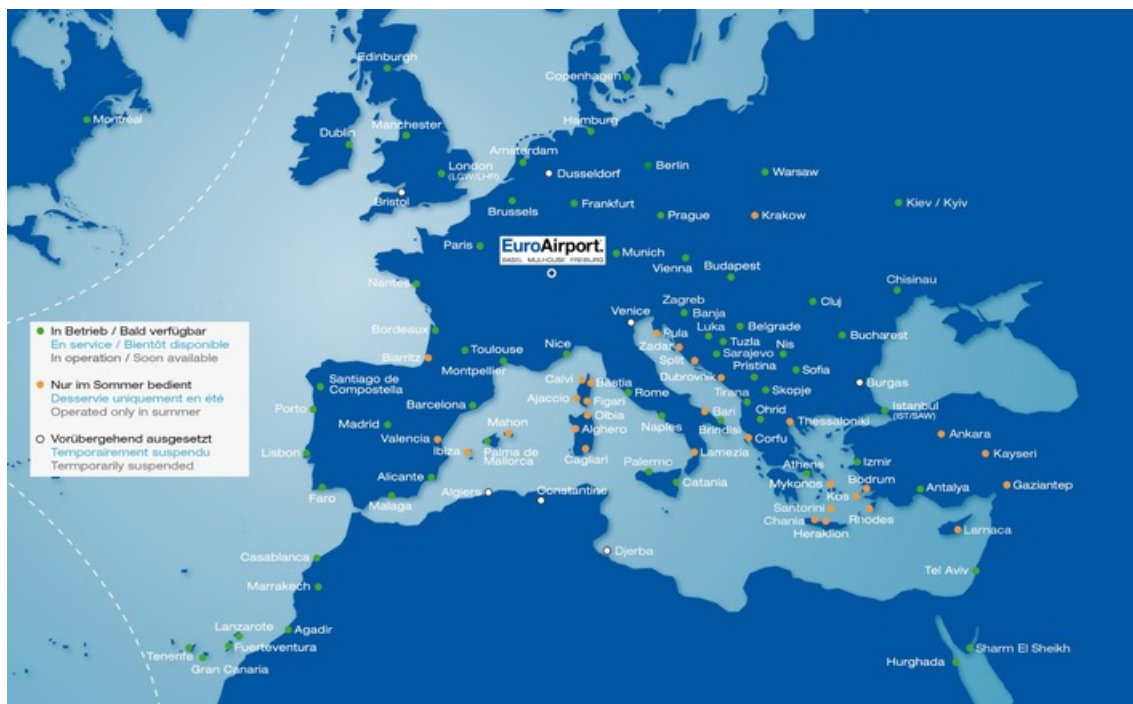 Edinburgh
Copenhagen
Montréal
Hamburg
Dublin
Manchester
Amsterdam
London
(LGW/LHR)
Dusseldorf
Berlin
Warsaw
Bristol
Brussels
Frankfurt
Prague
Krakow
Kiev / Kyiv
Paris
EuroAirport.
BASEL MULHOUSE FREIBURG
Munich
Vienna
Budapest
Nantes
Chisinau
Zagreb
Cluj
Venice
Banja
Luka
Bordeaux
Pula
Belgrade
Bucharest
Tuzla
Nis
Zadar
Sarajevo
Toulouse
Nice
Biarritz
Montpellier
Split
Pristina
Sofia
Dubrovnik
Calvi
Bastia
Burgas
Santiago de
Compostella
Tirana
Skopje
Rome
Ajaccio
Figari
Barcelona
Porto
Olbia
Bari
Ohrid
Istanbul
(IST/SAW)
Thessaloniki
Madrid
Mahon
Alghero
Naples
Brindisi
Valencia
Corfu
Ankara
Ibiza
Palma de
Mallorca
Cagliari
Lamezia
Kayseri
Lisbon
Palermo
Athens
Izmir
Alicante
Catania
Mykonos
Bodrum
Faro
Malaga
Algiers
Constantine
Kos
Antalya
Gaziantep
Santorini
Chania
Rhodes
Heraklion
Larnaca
Djerba
Casablanca
Tel Aviv
Marrakech
Lanzarote
Agadir
Fuerteventura
Tenerife
Gran Canaria
Sharm El Sheikh
Hurghada
In Betrieb / Bald verfügbar
En service / Bientôt disponible
In operation / Soon available
Nur im Sommer bedient
Desservie uniquement en été
Operated only in summer
Vorübergehend ausgesetzt
Temporairement suspendu
Termporarily suspended